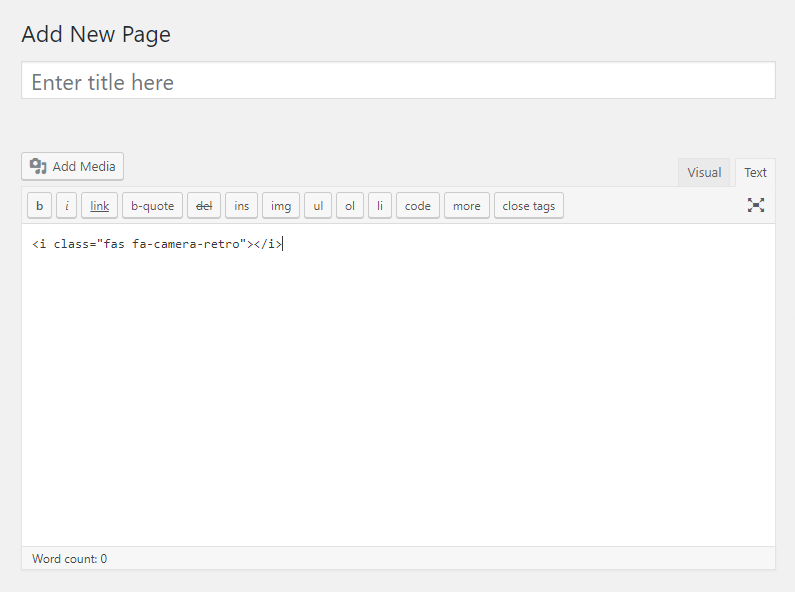 Add New Page
Enter title here
Add Media
Visual Text
b i link b-quote del ins img ul ol li code more close tags
<i class="fas fa-camera-retro"></i>
Word count: 0